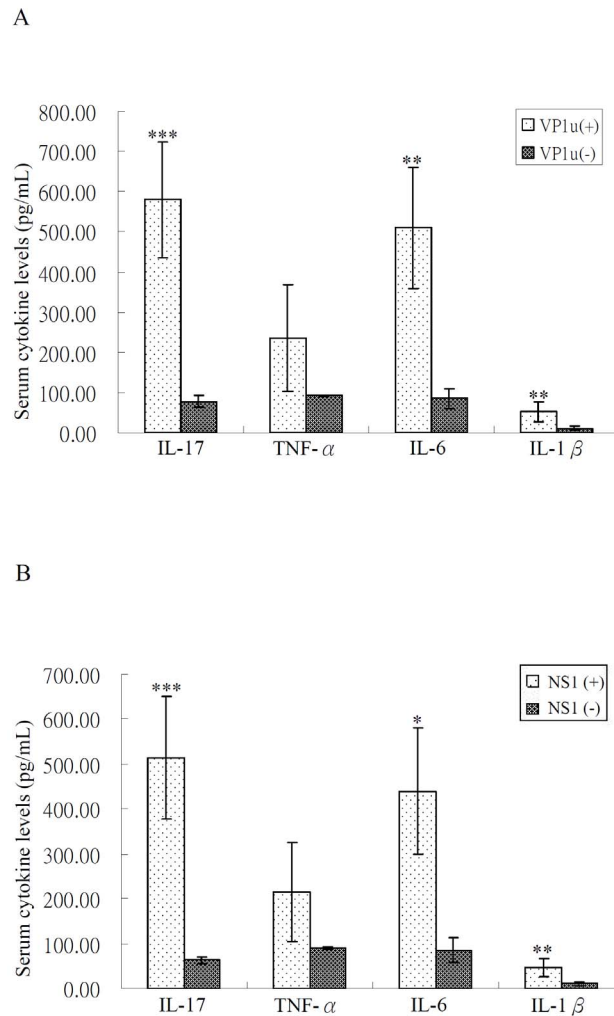 A
Serum cytokine levels (pg/mL)
800.00
700.00
600.00
500.00
400.00
300.00
200.00
100.00
0.00
***
**
**
VP1u(+)
VP1u(-)
IL-17 TNF-α IL-6 IL-1β
B
Serum cytokine levels (pg/mL)
700.00
600.00
500.00
400.00
300.00
200.00
100.00
0.00
***
*
**
NS1 (+)
NS1 (-)
IL-17 TNF-α IL-6 IL-1β